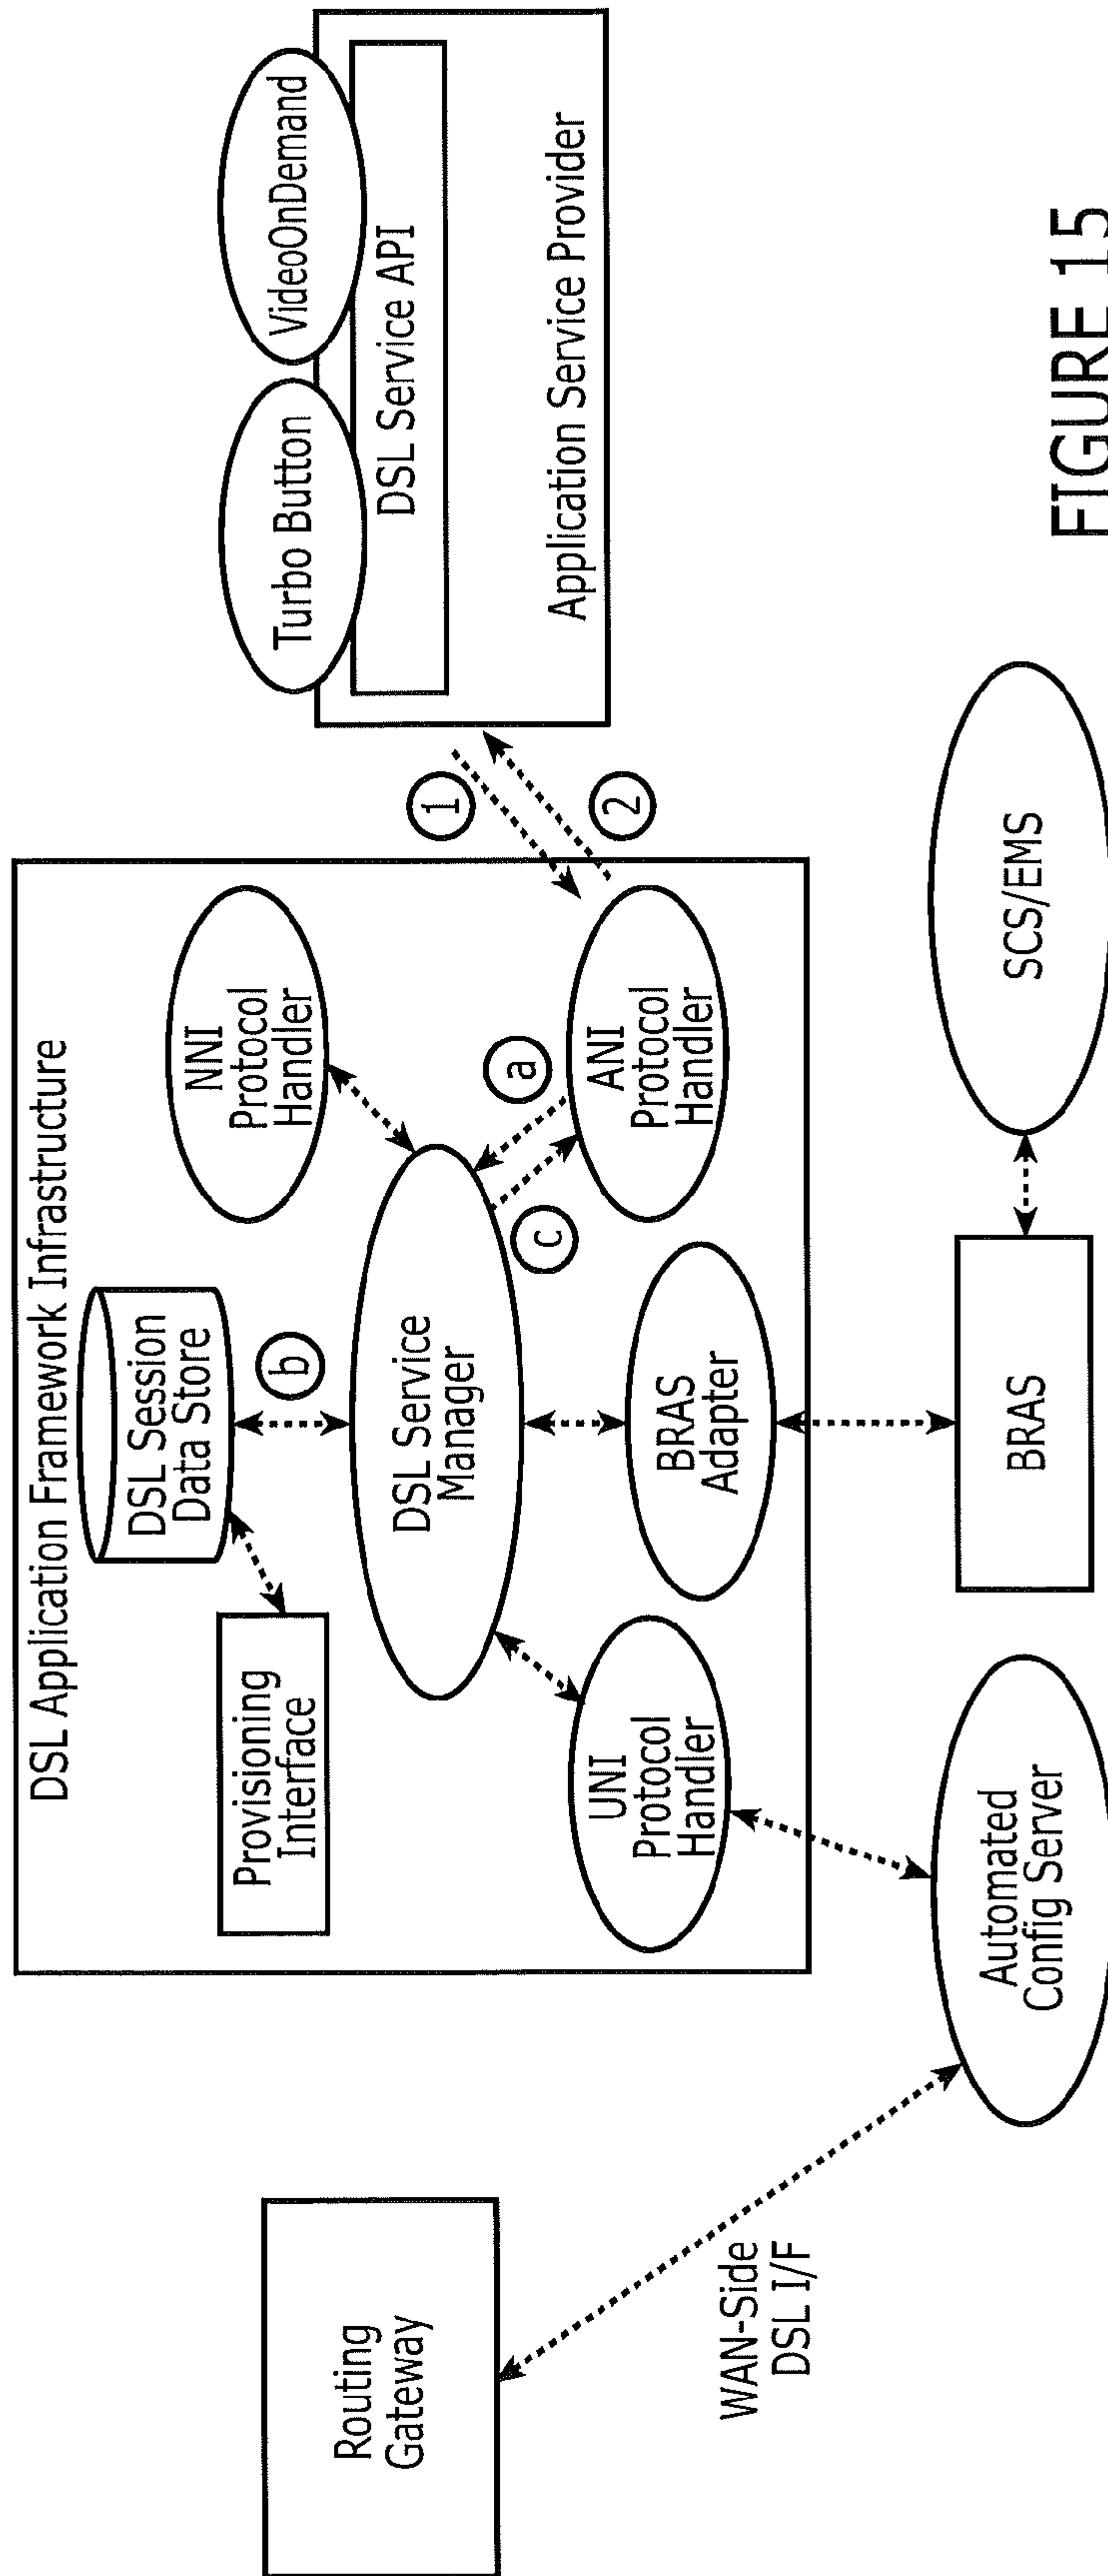 DSL Application Framework Infrastructure
Routing
Gateway
WAN-Side
DSL I/F
Provisioning
Interface
DSL Session
Data Store
b
NNI
Protocol
Handler
DSL Service
Manager
a
c
UNI
Protocol
Handler
BRAS
Adapter
ANI
Protocol
Handler
1
2
Turbo Button
VideoOnDemand
DSL Service API
Application Service Provider
Automated
Config Server
BRAS
SCS/EMS
FIGURE 15